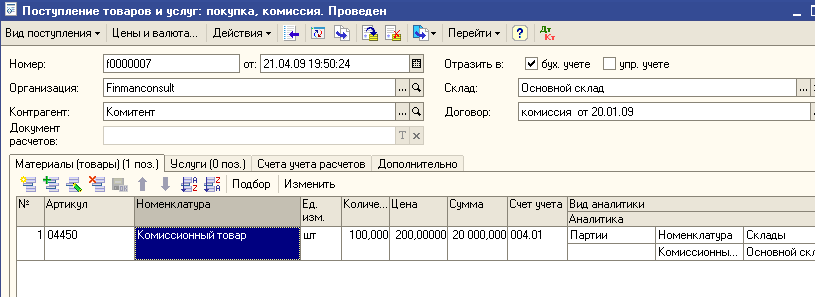 Поступление товаров и услуг: покупка, комиссия. Проведен
Вид поступления Цены и валюта... Действия Перейти ? Дт Кт
Номер: f0000007 от: 21.04.09 19:50:24 Отразить в: бух. учете упр. учете
Организация: Finmanconsult ... Склад: Основной склад ...
Контрагент: Комитент ... Договор: комиссия от 20.01.09
Документ расчетов: T
Материалы (товары) (1 поз.) Услуги (0 поз.) Счета учета расчетов Дополнительно
Подбор Изменить
№ Артикул Номенклатура Ед. изм. Количе... Цена Сумма Счет учета Вид аналитики
Аналитика
1 04450 Комиссионный товар шт 100,000 200,00000 20 000,000 004.01 Партии Номенклатура Склады
Комиссионны... Основной ск